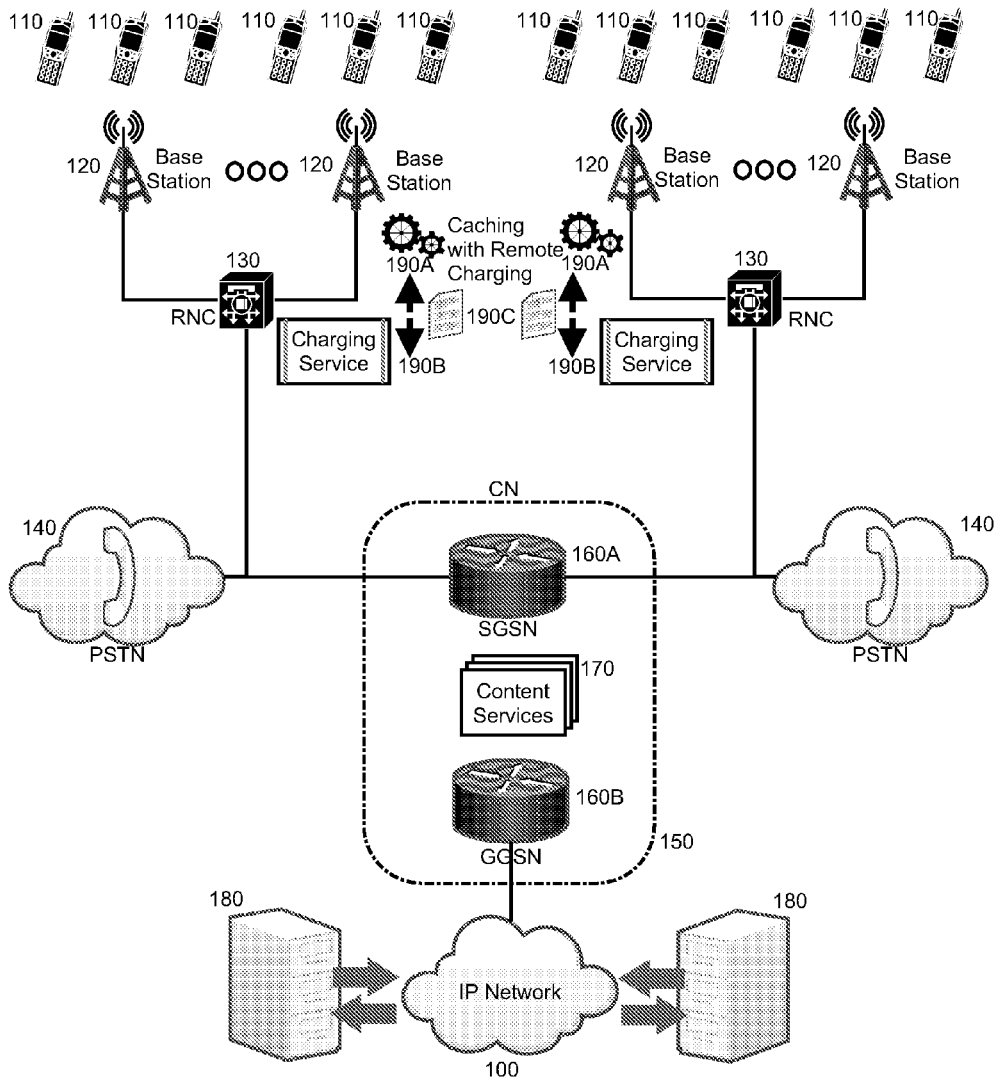 110 110 110 110 110 110 110 110 110 110 110 110
120 Base Station 120 Base Station 120 Base Station 120 Base Station
Caching
with Remote
Charging
190A
190A
130
RNC
130
RNC
190C
Charging
Service
190B
190B
Charging
Service
CN
140
PSTN
160A
SGSN
140
PSTN
170
Content
Services
160B
GGSN
150
180
180
IP Network
100